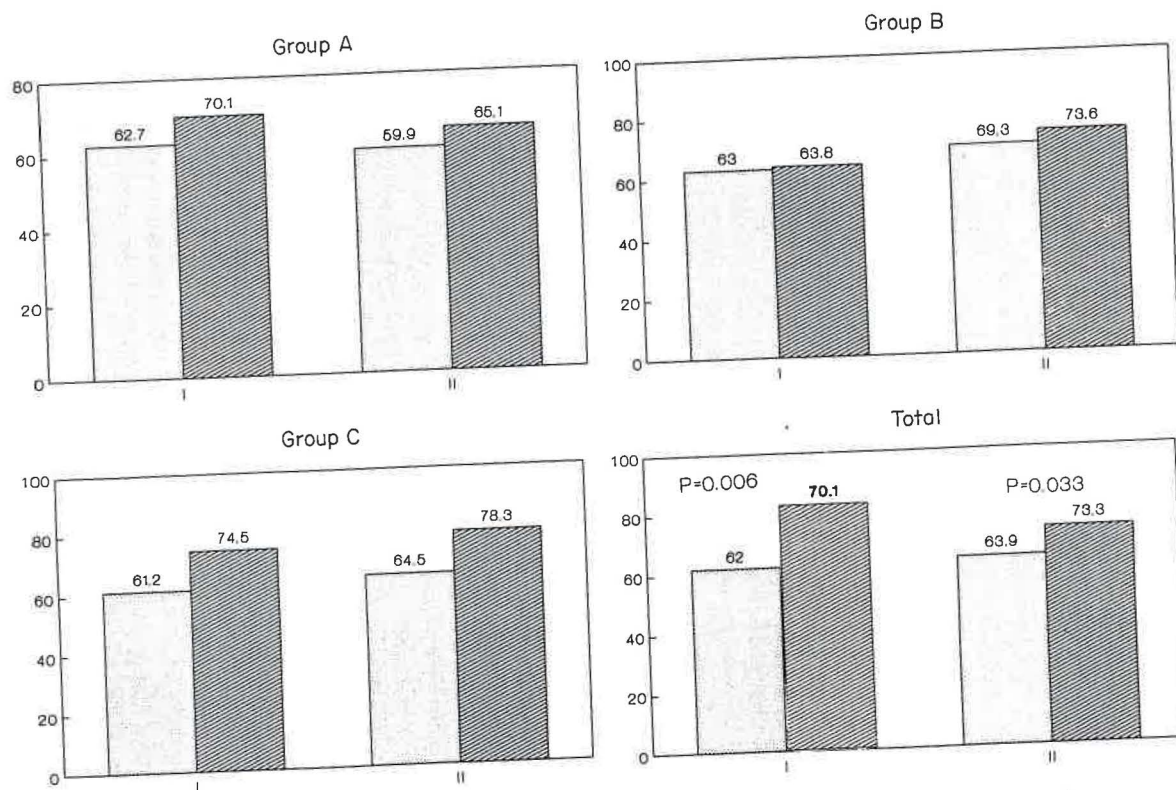 Group A
80
60
40
20
0
62.7
70.1
59.9
65.1
I
II
Group B
100
80
60
40
20
0
63
63.8
69.3
73.6
I
II
Group C
100
80
60
40
20
0
61.2
74.5
64.5
78.3
I
II
Total
100
80
60
40
20
0
P=0.006
P=0.033
62
70.1
63.9
73.3
I
II